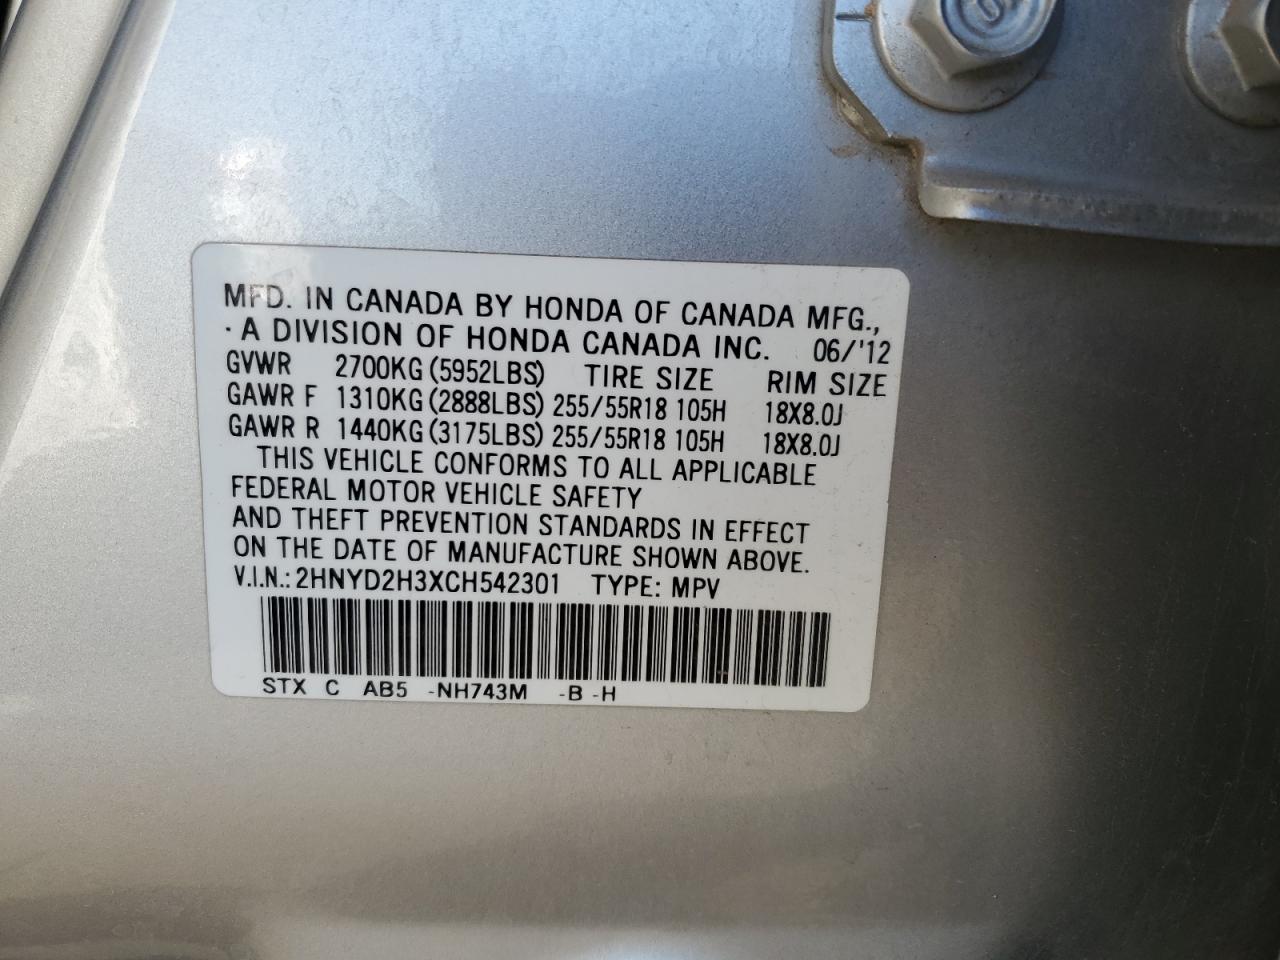 MFD. IN CANADA BY HONDA OF CANADA MFG.,
· A DIVISION OF HONDA CANADA INC. 06/'12
GVWR 2700KG (5952LBS) TIRE SIZE RIM SIZE
GAWR F 1310KG (2888LBS) 255/55R18 105H 18X8.0J
GAWR R 1440KG (3175LBS) 255/55R18 105H 18X8.0J
THIS VEHICLE CONFORMS TO ALL APPLICABLE
FEDERAL MOTOR VEHICLE SAFETY
AND THEFT PREVENTION STANDARDS IN EFFECT
ON THE DATE OF MANUFACTURE SHOWN ABOVE.
V.I.N.: 2HNYD2H3XCH542301 TYPE: MPV
STX C AB5 -NH743M -B -H